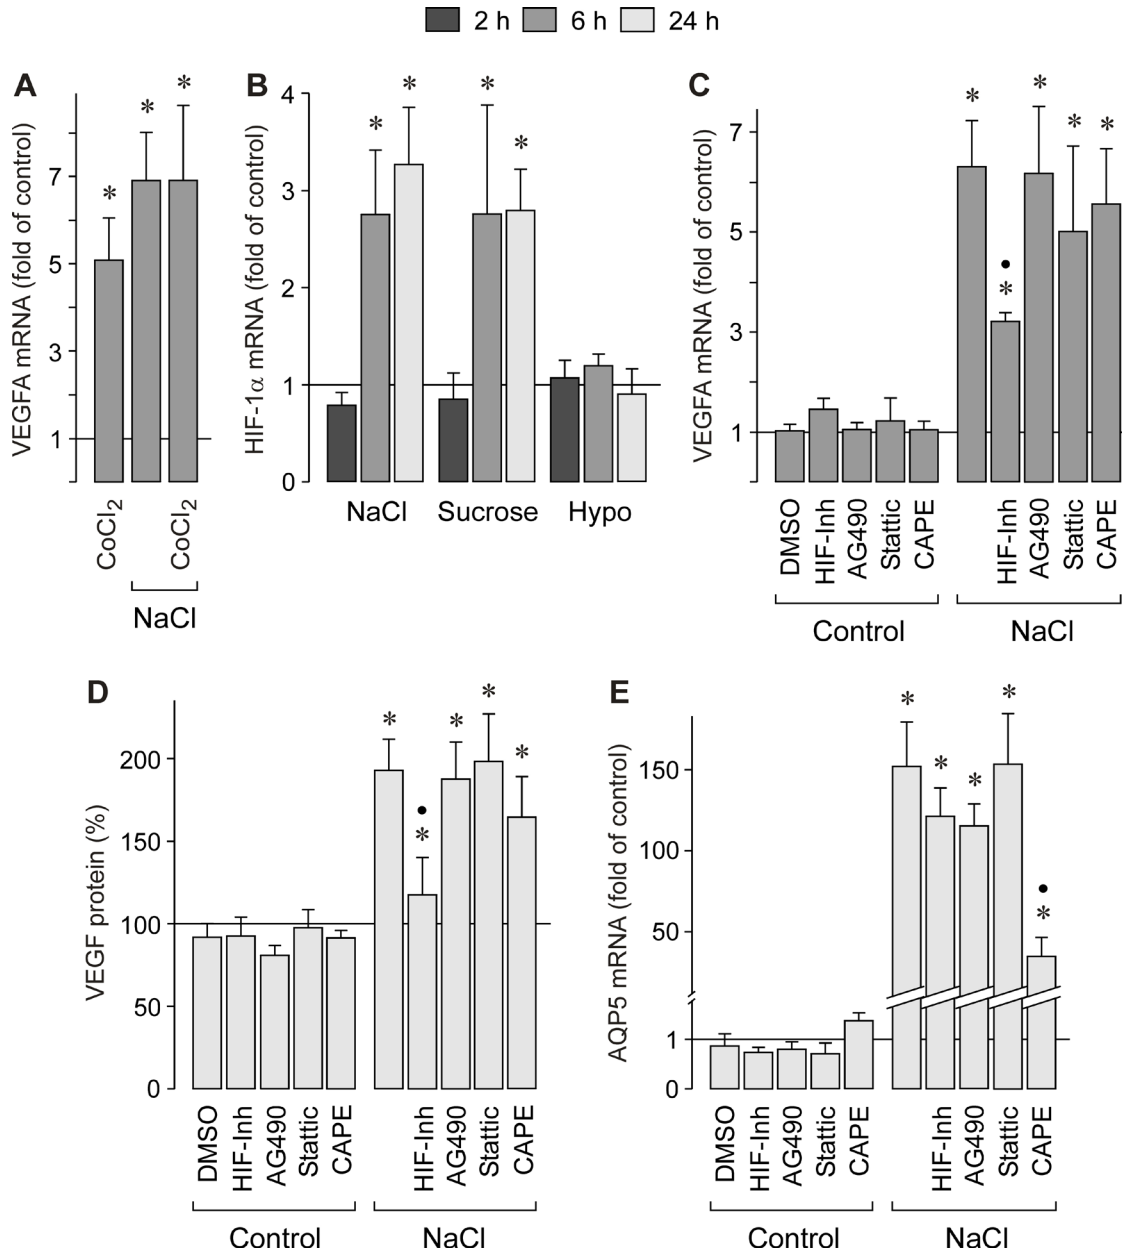 2 h 6 h 24 h
A
VEGFA mRNA (fold of control)
7
5
3
1
* * *
CoCl2
CoCl2
NaCl
B
HIF-1α mRNA (fold of control)
4
3
2
1
0
* * * *
NaCl Sucrose Hypo
C
VEGFA mRNA (fold of control)
7
5
3
1
* • * * * *
DMSO HIF-Inh AG490 Stattic CAPE
HIF-Inh AG490 Stattic CAPE
Control NaCl
D
VEGF protein (%)
200
150
100
50
0
* • * * * *
DMSO HIF-Inh AG490 Stattic CAPE
HIF-Inh AG490 Stattic CAPE
Control NaCl
E
AQP5 mRNA (fold of control)
150
100
50
1
0
* * * * • *
DMSO HIF-Inh AG490 Stattic CAPE
HIF-Inh AG490 Stattic CAPE
Control NaCl